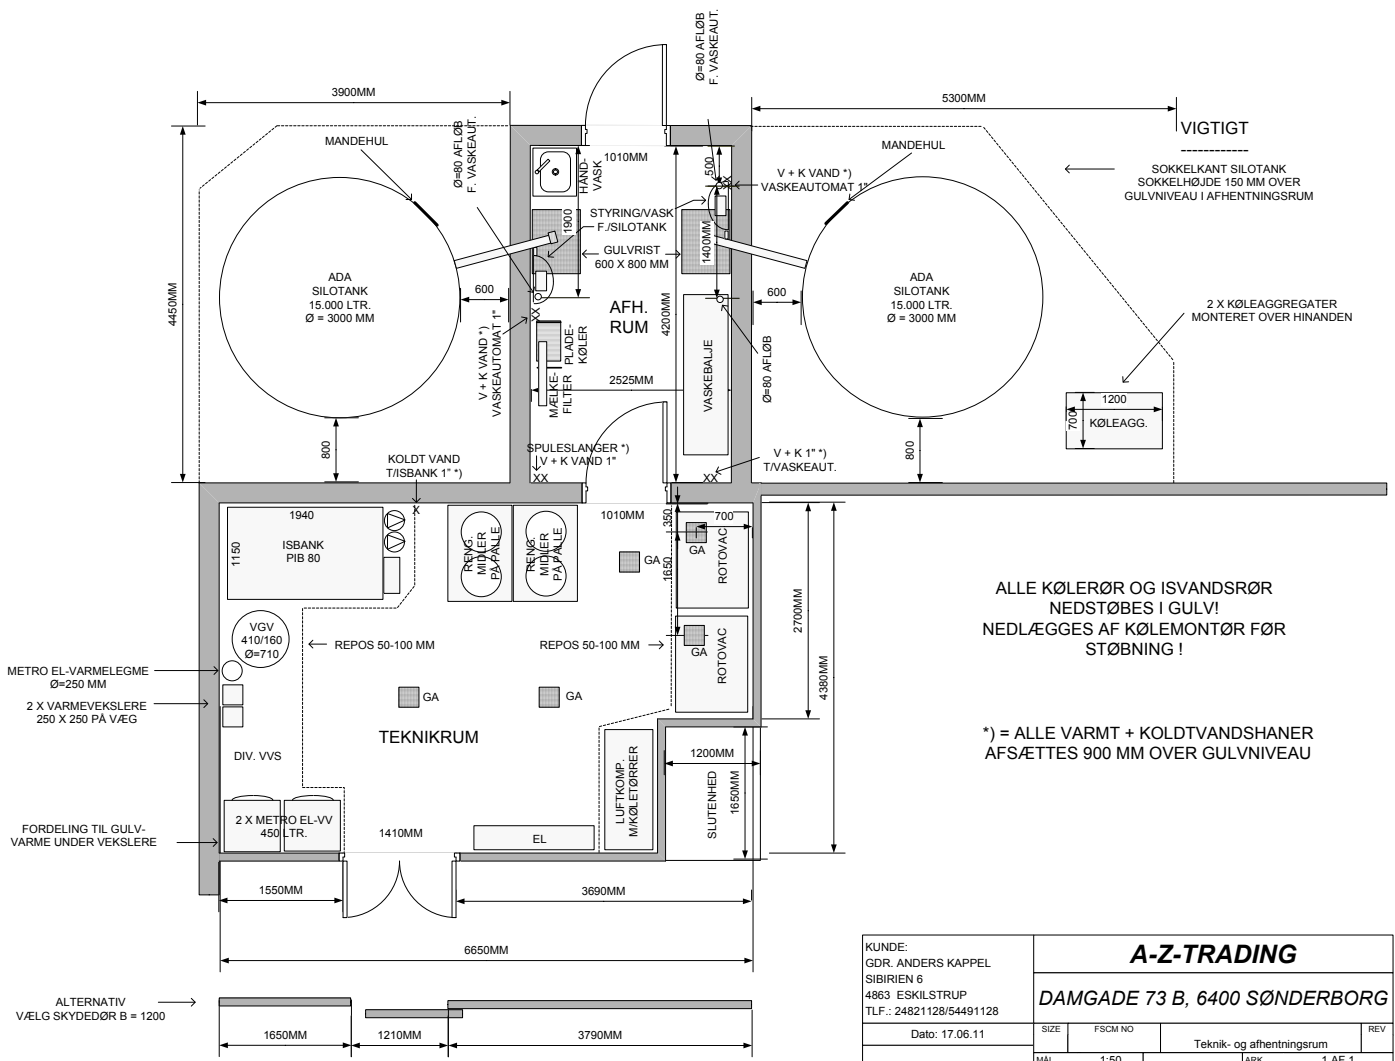 Ø=80 AFLØB
F. VASKEAUT.
3900MM
5300MM
VIGTIGT
------------
SOKKELKANT SILOTANK
SOKKELHØJDE 150 MM OVER
GULVNIVEAU I AFHENTNINGSRUM
MANDEHUL
Ø=80 AFLØB
F. VASKEAUT.
HÅND-
VASK
1010MM
500
XX
V + K VAND *)
VASKEAUTOMAT 1"
MANDEHUL
4450MM
1900
STYRING/VASK
F./SILOTANK
GULVRIST
600 X 800 MM
1400MM
ADA
SILOTANK
15.000 LTR.
Ø = 3000 MM
600
AFH.
RUM
4200MM
600
ADA
SILOTANK
15.000 LTR.
Ø = 3000 MM
2 X KØLEAGGREGATER
MONTERET OVER HINANDEN
V + K VAND *)
VASKEAUTOMAT 1"
XX
PLADE-
KØLER
MÆLKE-
FILTER
2525MM
VASKEBALJE
Ø=80 AFLØB
1200
700
KØLEAGG.
800
KOLDT VAND
T/ISBANK 1" *)
SPULESLANGER *)
V + K VAND 1"
XX
V + K 1" *)
T/VASKEAUT.
XX
800
X
1940
1150
ISBANK
PIB 80
RENG.
MIDLER
PÅ PALLE
RENG.
MIDLER
PÅ PALLE
1010MM
350
700
GA
GA
1650
ROTOVAC
2700MM
4380MM
ALLE KØLERØR OG ISVANDSRØR
NEDSTØBES I GULV!
NEDLÆGGES AF KØLEMONTØR FØR
STØBNING !
VGV
410/160
Ø=710
REPOS 50-100 MM
REPOS 50-100 MM
GA
ROTOVAC
METRO EL-VARMELEGME
Ø=250 MM
2 X VARMEVEKSLERE
250 X 250 PÅ VÆG
GA
GA
TEKNIKRUM
DIV. VVS
*) = ALLE VARMT + KOLDTVANDSHANER
AFSÆTTES 900 MM OVER GULVNIVEAU
LUFTKOMP.
M/KØLETØRRER
1200MM
SLUTENHED
1650MM
FORDELING TIL GULV-
VARME UNDER VEKSLERE
2 X METRO EL-VV
450 LTR.
1410MM
EL
1550MM
3690MM
6650MM
ALTERNATIV
VÆLG SKYDEDØR B = 1200
1650MM
1210MM
3790MM
KUNDE:
GDR. ANDERS KAPPEL
SIBIRIEN 6
4863 ESKILSTRUP
TLF.: 24821128/54491128
Dato: 17.06.11
A-Z-TRADING
DAMGADE 73 B, 6400 SØNDERBORG
SIZE
FSCM NO
Teknik- og afhentningsrum
REV
MÅL
1:50
ARK
1 AF 1